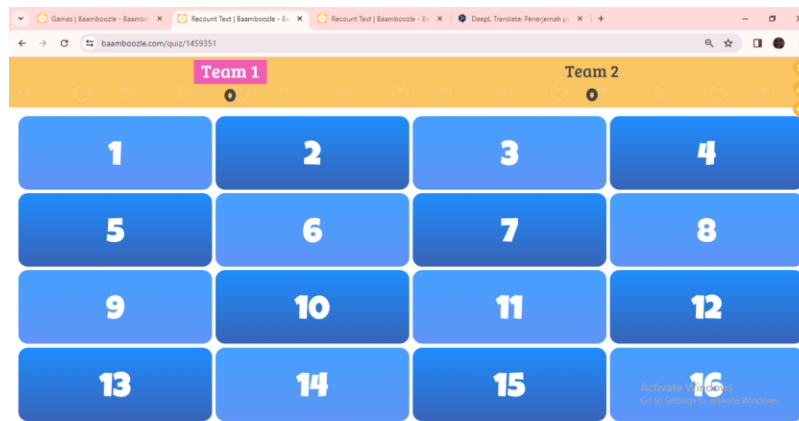 Games | Baamboozle - Baambo
Recount Text | Baamboozle - Ba
Recount Text | Baamboozle - Ba
DeepL Translate: Penerjemah p
baamboozle.com/quiz/1459351
Team 1
Team 2
0
0
1
2
3
4
5
6
7
8
9
10
11
12
13
14
15
16
Activate Windows
Go to Settings to activate Windows.